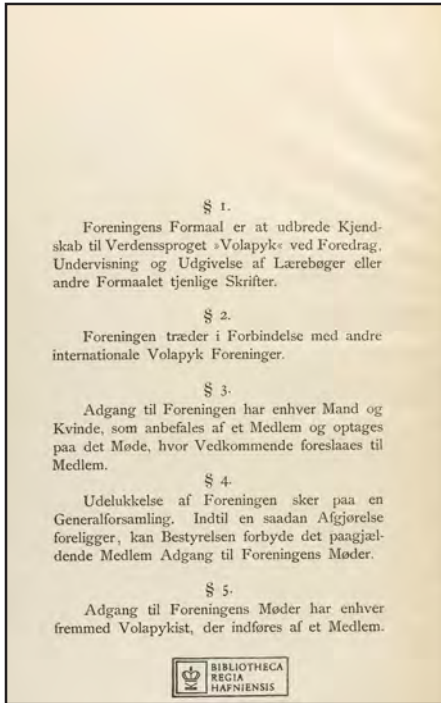 § 1.
Foreningens Formaal er at udbrede Kjend-
skab til Verdenssproget »Volapyk« ved Foredrag,
Undervisning og Udgivelse af Lærebøger eller
andre Formaalet tjenlige Skrifter.
§ 2.
Foreningen træder i Forbindelse med andre
internationale Volapyk Foreninger.
§ 3.
Adgang til Foreningen har enhver Mand og
Kvinde, som anbefales af et Medlem og optages
paa det Møde, hvor Vedkommende foreslaaes til
Medlem.
§ 4.
Udelukkelse af Foreningen sker paa en
Generalforsamling. Indtil en saadan Afgjørelse
foreligger, kan Bestyrelsen forbyde det paagjæl-
dende Medlem Adgang til Foreningens Møder.
§ 5.
Adgang til Foreningens Møder har enhver
fremmed Volapykist, der indføres af et Medlem.
BIBLIOTHECA
REGIA
HAFNIENSIS